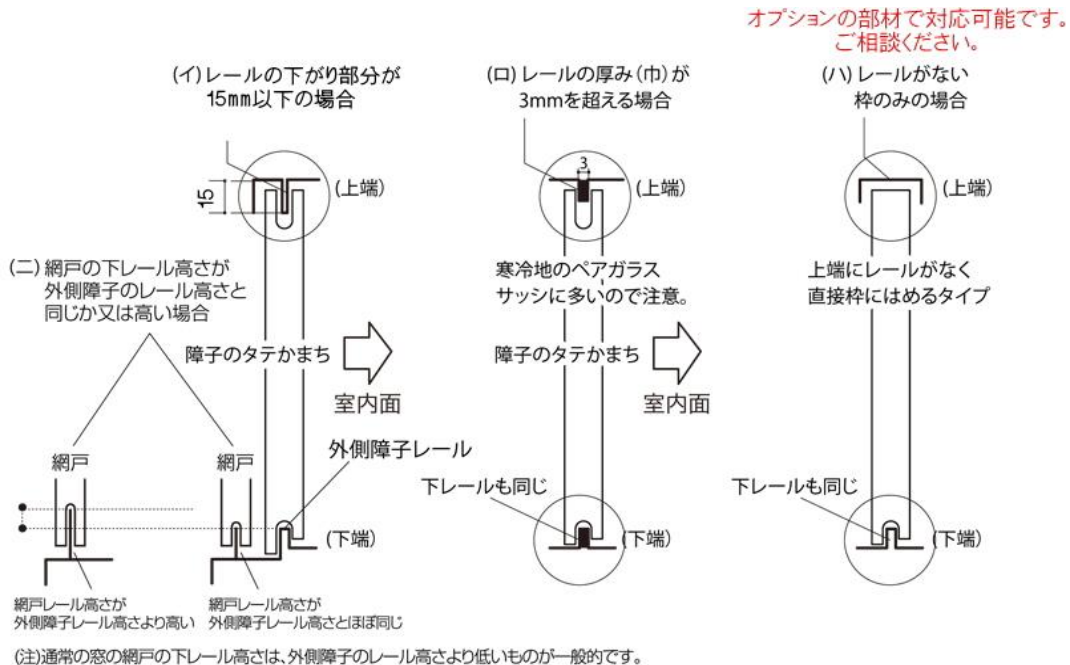 オプションの部材で対応可能です。
ご相談ください。
(イ)レールの下がり部分が
15mm以下の場合
(上端)
15
(ニ)網戸の下レール高さが
外側障子のレール高さと
同じか又は高い場合
障子のタテかまち
室内面
外側障子レール
網戸
網戸
(下端)
網戸レール高さが
外側障子レール高さより高い
網戸レール高さが
外側障子レール高さとほぼ同じ
(ロ)レールの厚み(巾)が
3mmを超える場合
3
(上端)
寒冷地のペアガラス
サッシに多いので注意。
障子のタテかまち
室内面
下レールも同じ
(下端)
(ハ)レールがない
枠のみの場合
(上端)
上端にレールがなく
直接枠にはめるタイプ
下レールも同じ
(下端)
(注)通常の窓の網戸の下レール高さは、外側障子のレール高さより低いものが一般的です。